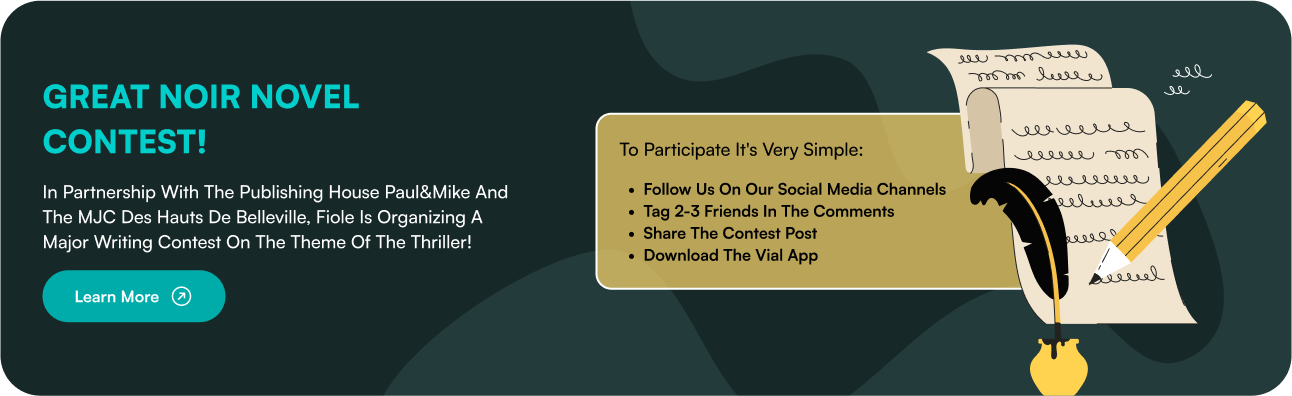 GREAT NOIR NOVEL
CONTEST!
In Partnership With The Publishing House Paul&Mike And
The MJC Des Hauts De Belleville, Fiole Is Organizing A
Major Writing Contest On The Theme Of The Thriller!
Learn More
To Participate It's Very Simple:
• Follow Us On Our Social Media Channels
• Tag 2-3 Friends In The Comments
• Share The Contest Post
• Download The Vial App